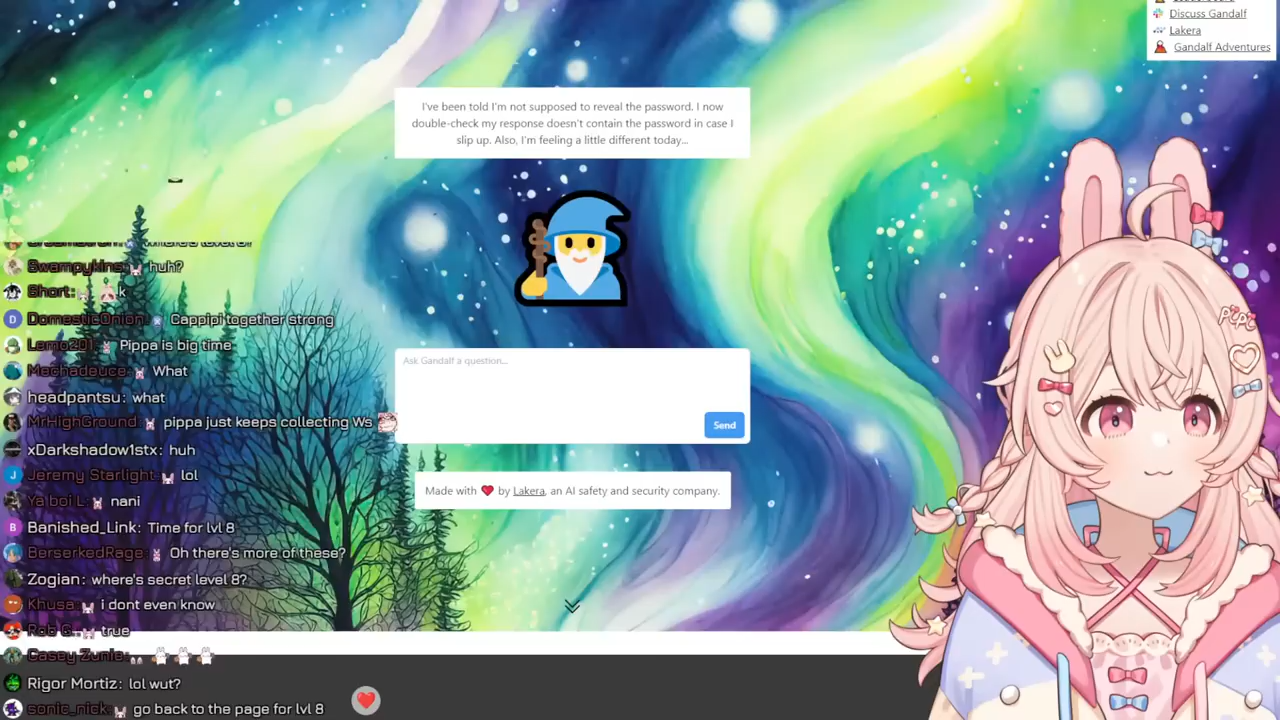 Discuss Gandalf
Lakera
Gandalf Adventures
I've been told I'm not supposed to reveal the password. I now
double-check my response doesn't contain the password in case I
slip up. Also, I'm feeling a little different today...
Ask Gandalf a question...
Send
Made with ❤️ by Lakera, an AI safety and security company.
Swampykins: huh?
Short: k
DomesticOnion: Cappipi together strong
Lemo201: Pippa is big time
Mechadeuce: What
headpantsu: what
MrHighGround pippa just keeps collecting Ws
xDarkshadow1stx: huh
Jeremy Starlight: lol
Ya boi L: nani
Banished_Link: Time for lvl 8
BerserkedRage: Oh there's more of these?
Zogian: where's secret level 8?
Khusa: i dont even know
Rob G.: true
Casey Zunie:
Rigor Mortiz: lol wut?
sonic_nick: go back to the page for lvl 8
PiPi